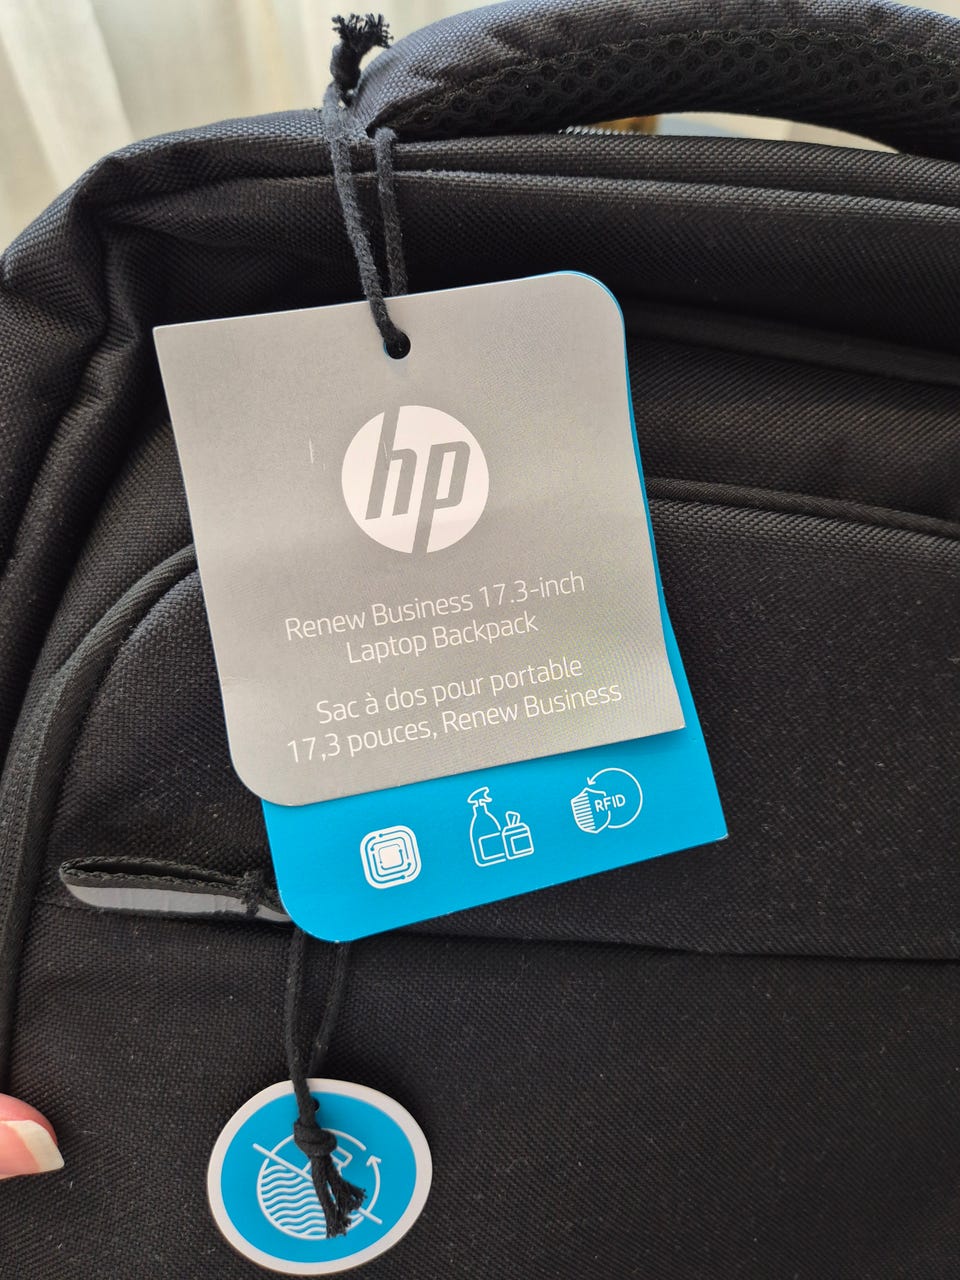 hp
Renew Business 17.3-inch
Laptop Backpack
Sac à dos pour portable
17,3 pouces, Renew Business
RFID